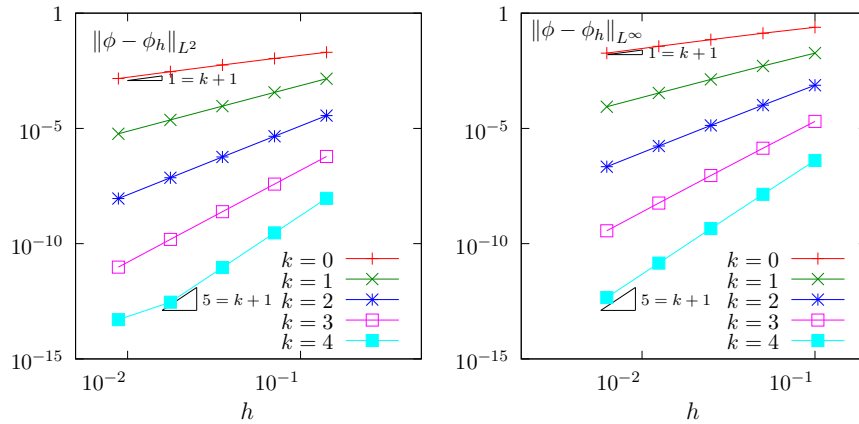 ‖ϕ − ϕ_h‖_{L²}
1
10^{−5}
10^{−10}
10^{−15}
1 = k + 1
k = 0
k = 1
k = 2
k = 3
k = 4
5 = k + 1
10^{−2}
10^{−1}
h
‖ϕ − ϕ_h‖_{L^∞}
1
10^{−5}
10^{−10}
10^{−15}
1 = k + 1
k = 0
k = 1
k = 2
k = 3
k = 4
5 = k + 1
10^{−2}
10^{−1}
h